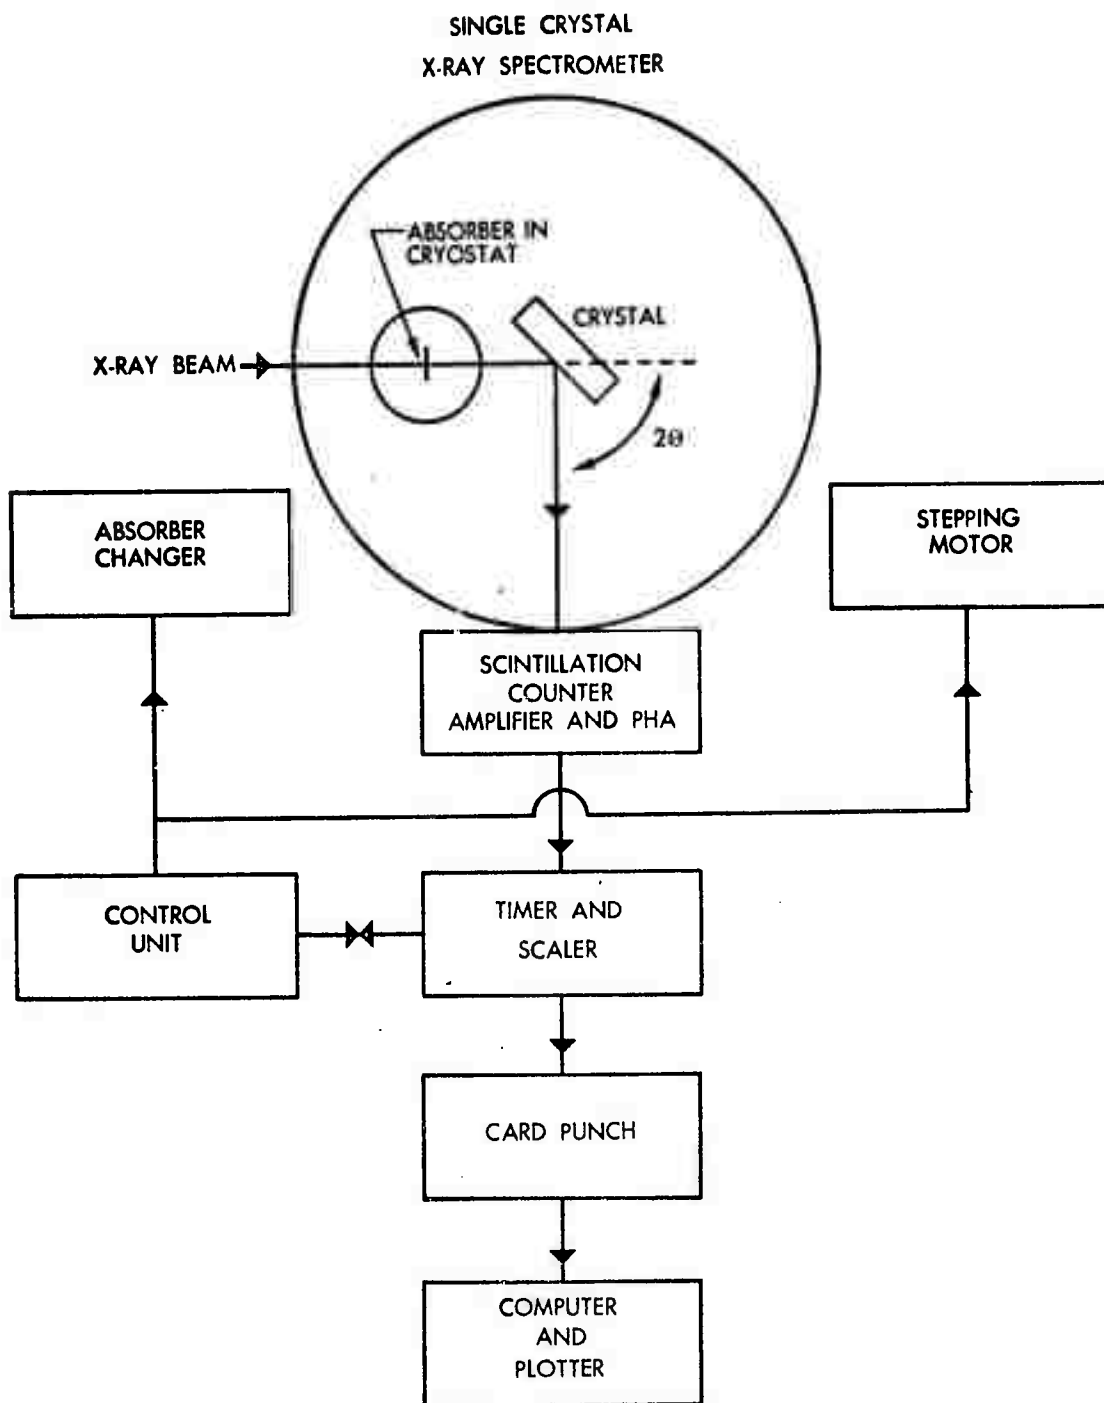 SINGLE CRYSTAL
X-RAY SPECTROMETER
ABSORBER IN
CRYOSTAT
CRYSTAL
X-RAY BEAM
2θ
ABSORBER
CHANGER
STEPPING
MOTOR
SCINTILLATION
COUNTER
AMPLIFIER AND PHA
CONTROL
UNIT
TIMER AND
SCALER
CARD PUNCH
COMPUTER
AND
PLOTTER